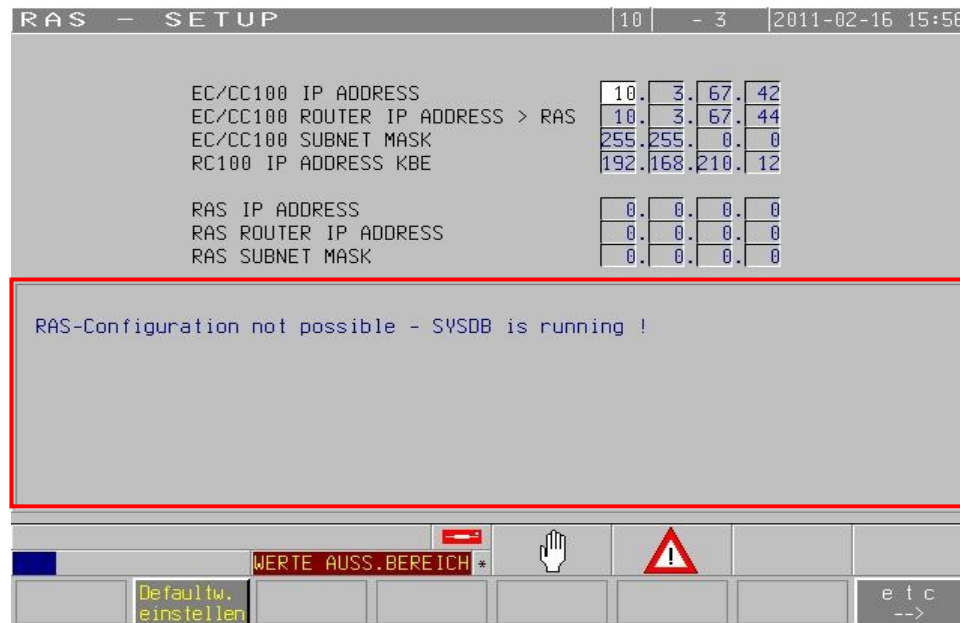 RAS – SETUP 10 - 3 2011-02-16 15:56
EC/CC100 IP ADDRESS 10. 3. 67. 42
EC/CC100 ROUTER IP ADDRESS > RAS 10. 3. 67. 44
EC/CC100 SUBNET MASK 255.255. 0. 0
RC100 IP ADDRESS KBE 192.168.210. 12
RAS IP ADDRESS 0. 0. 0. 0
RAS ROUTER IP ADDRESS 0. 0. 0. 0
RAS SUBNET MASK 0. 0. 0. 0
RAS-Configuration not possible - SYSDB is running !
WERTE AUSS.BEREICH *
Defaultw. e t c
einstellen -->